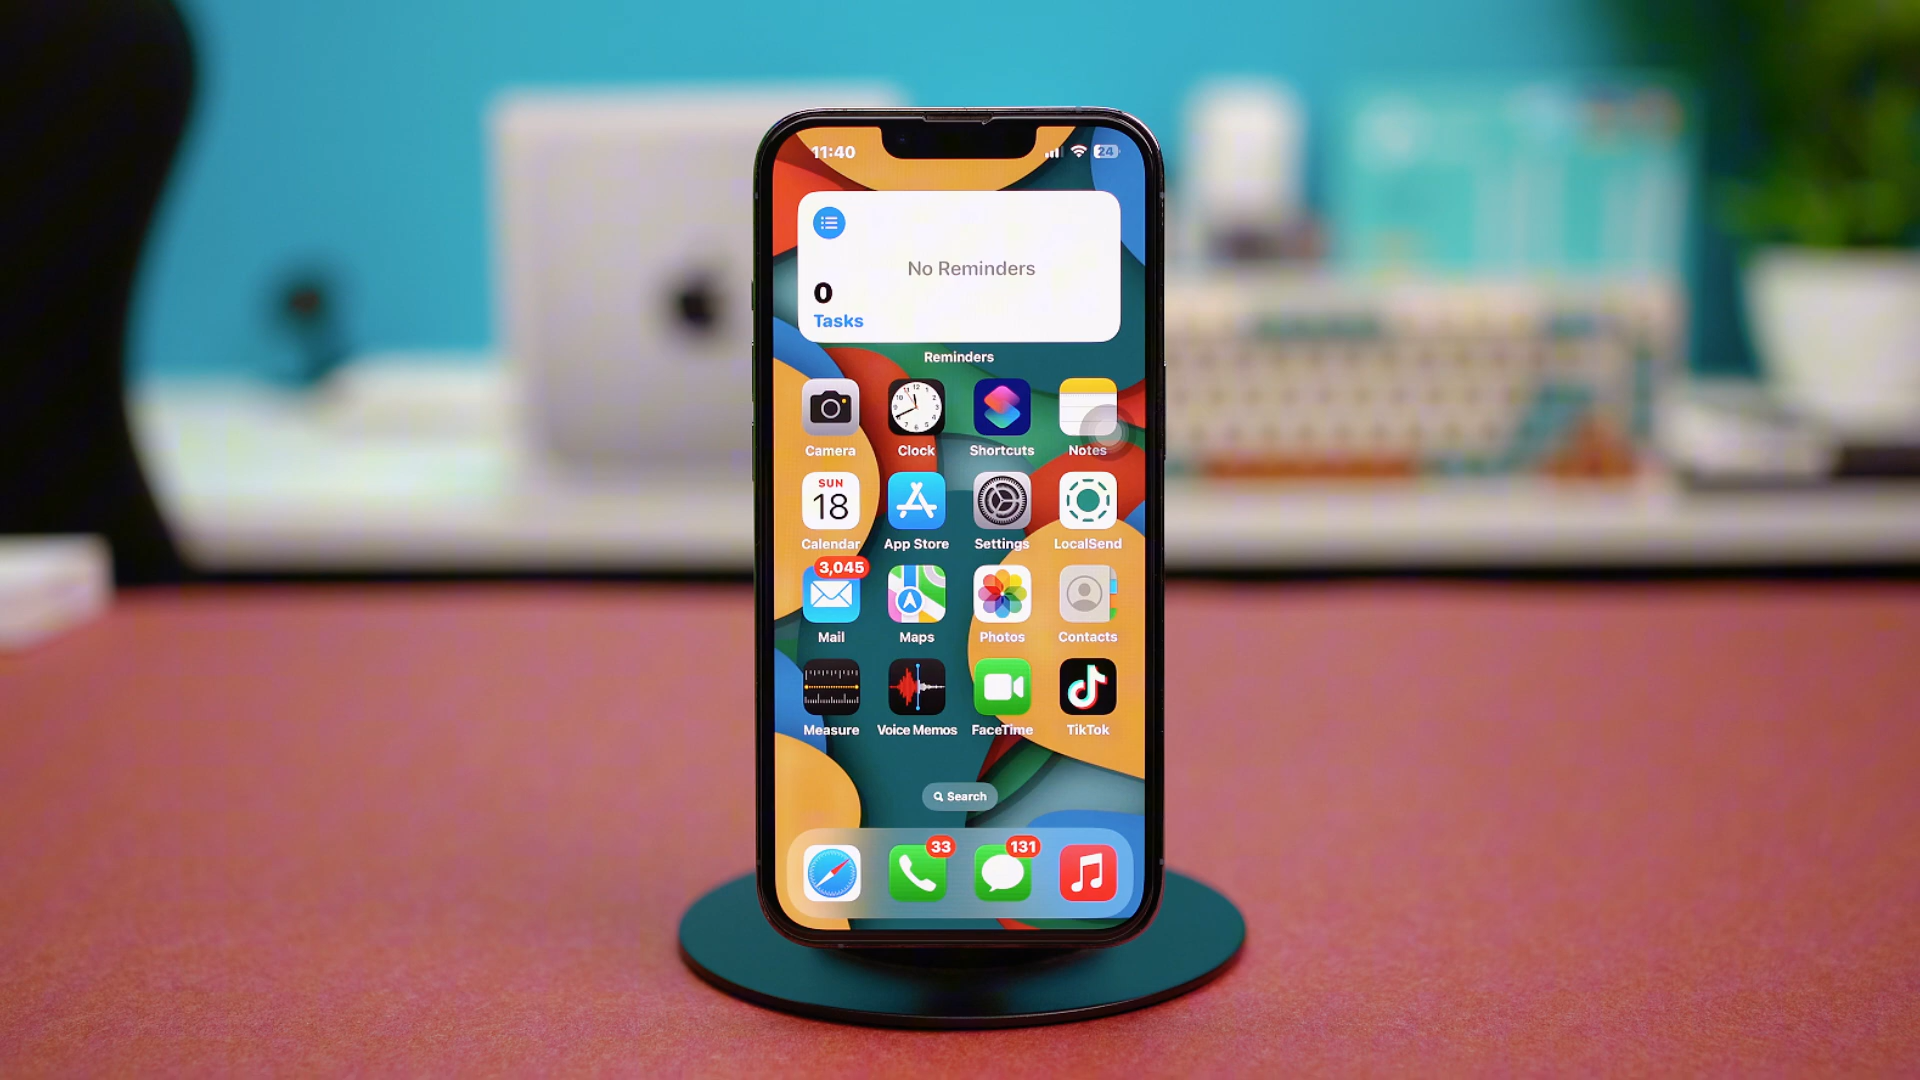 11:40
24
No Reminders
0
Tasks
Reminders
Camera
Clock
Shortcuts
Notes
SUN
18
Calendar
App Store
Settings
LocalSend
3,045
Mail
Maps
Photos
Contacts
Measure
Voice Memos
FaceTime
TikTok
Search
33
131